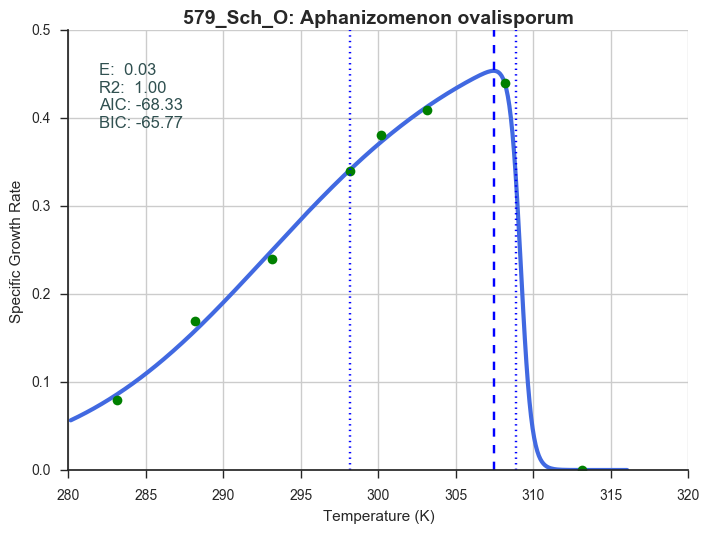 579_Sch_O: Aphanizomenon ovalisporum
0.5
0.4
0.3
0.2
0.1
0.0
E: 0.03
R2: 1.00
AIC: -68.33
BIC: -65.77
Specific Growth Rate
280 285 290 295 300 305 310 315 320
Temperature (K)